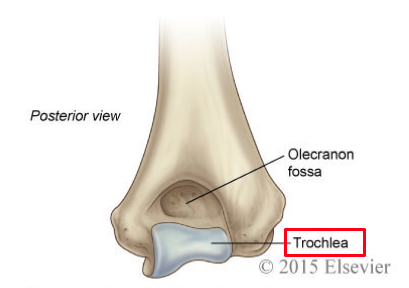 Posterior view
Olecranon
fossa
Trochlea
© 2015 Elsevier